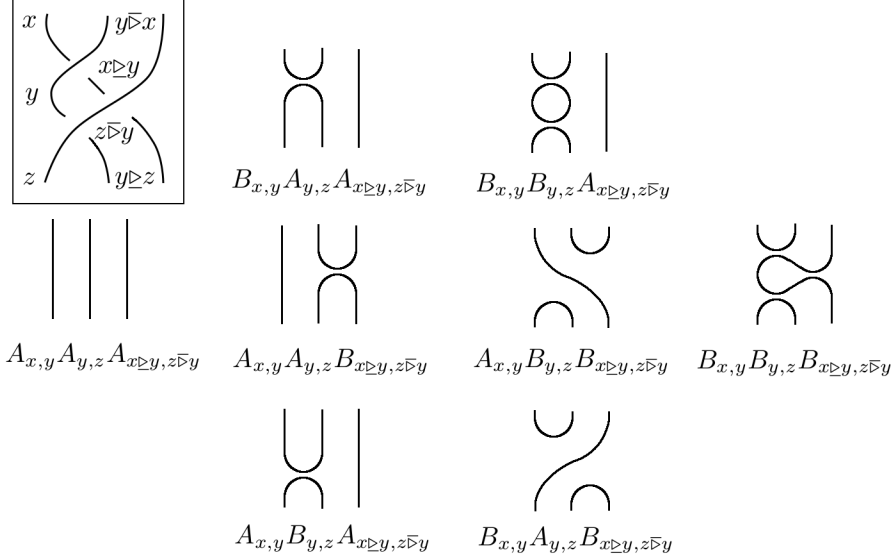 x y ▷̅ x
x ▷̲ y
y
z ▷̅ y
z y ▷̲ z
B_{x,y}A_{y,z}A_{x▷̲y,z▷̅y} B_{x,y}B_{y,z}A_{x▷̲y,z▷̅y}
A_{x,y}A_{y,z}A_{x▷̲y,z▷̅y} A_{x,y}A_{y,z}B_{x▷̲y,z▷̅y} A_{x,y}B_{y,z}B_{x▷̲y,z▷̅y} B_{x,y}B_{y,z}B_{x▷̲y,z▷̅y}
A_{x,y}B_{y,z}A_{x▷̲y,z▷̅y} B_{x,y}A_{y,z}B_{x▷̲y,z▷̅y}